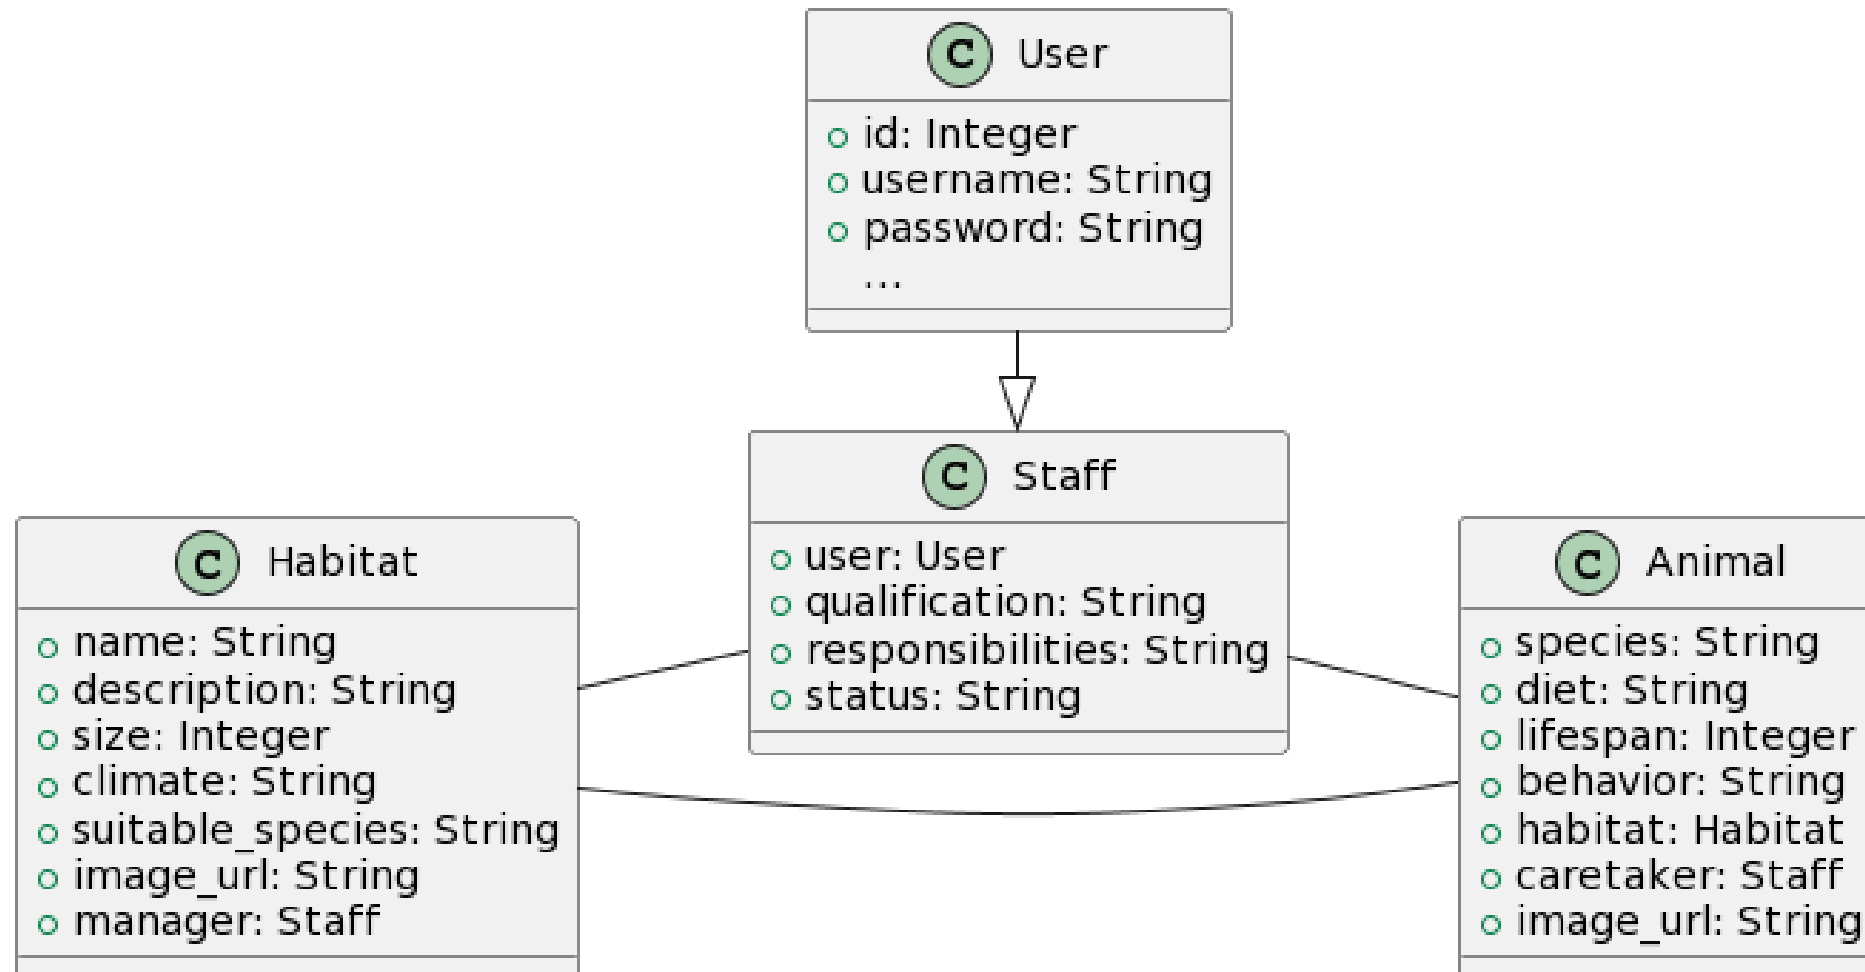 C User
id: Integer
username: String
password: String
...
C Staff
user: User
qualification: String
responsibilities: String
status: String
C Habitat
name: String
description: String
size: Integer
climate: String
suitable_species: String
image_url: String
manager: Staff
C Animal
species: String
diet: String
lifespan: Integer
behavior: String
habitat: Habitat
caretaker: Staff
image_url: String